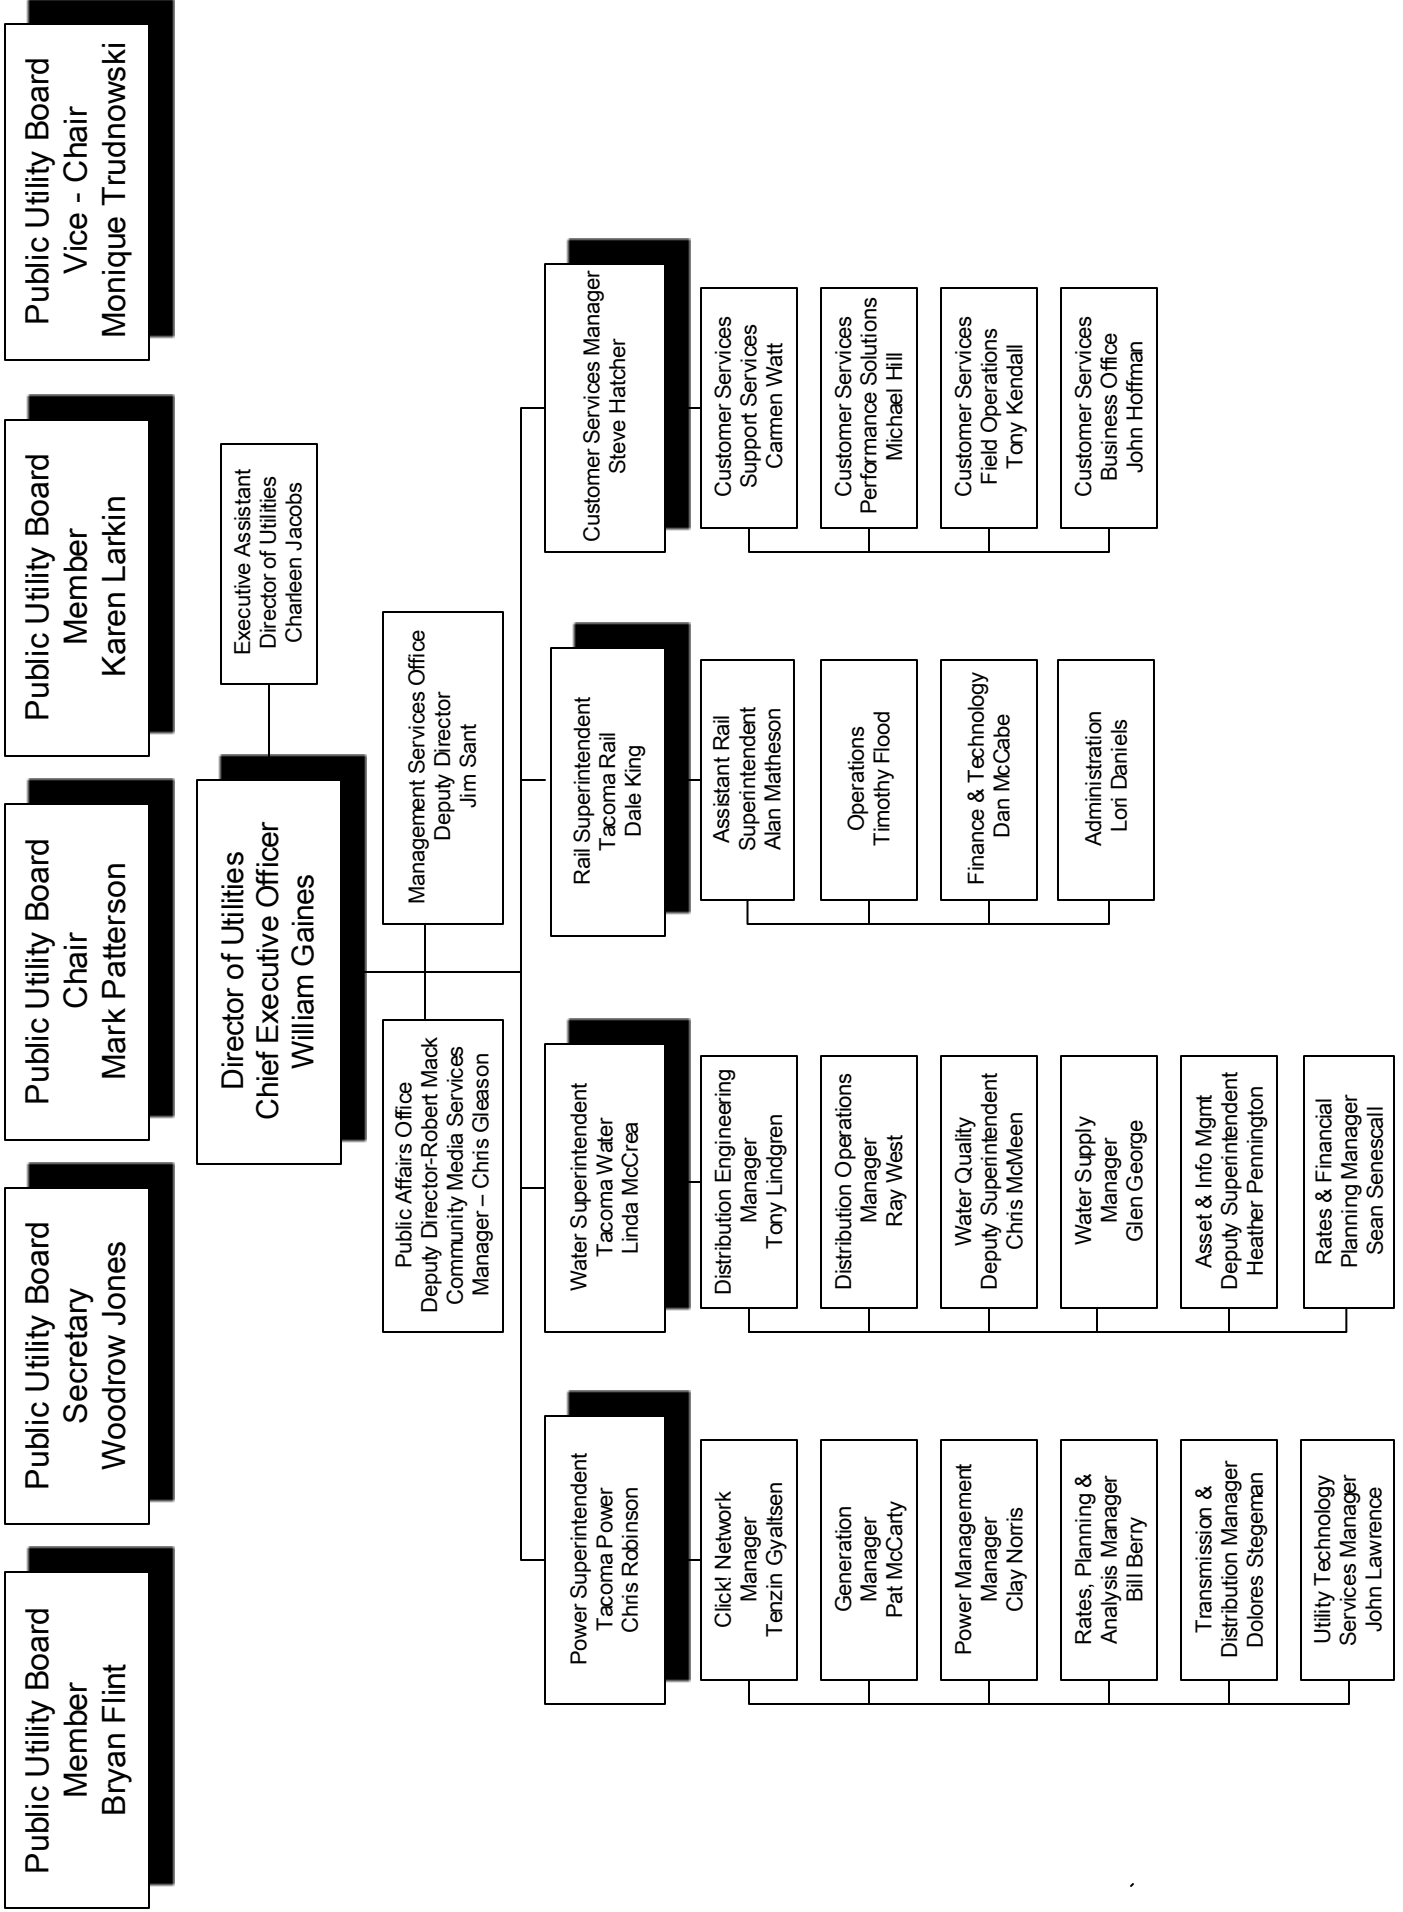 Public Utility Board
Member
Bryan Flint
Public Utility Board
Secretary
Woodrow Jones
Public Utility Board
Chair
Mark Patterson
Public Utility Board
Member
Karen Larkin
Public Utility Board
Vice - Chair
Monique Trudnowski
Director of Utilities
Chief Executive Officer
William Gaines
Executive Assistant
Director of Utilities
Charleen Jacobs
Public Affairs Office
Deputy Director-Robert Mack
Community Media Services
Manager – Chris Gleason
Management Services Office
Deputy Director
Jim Sant
Power Superintendent
Tacoma Power
Chris Robinson
Click! Network
Manager
Tenzin Gyaltsen
Generation
Manager
Pat McCarty
Power Management
Manager
Clay Norris
Rates, Planning &
Analysis Manager
Bill Berry
Transmission &
Distribution Manager
Dolores Stegeman
Utility Technology
Services Manager
John Lawrence
Water Superintendent
Tacoma Water
Linda McCrea
Distribution Engineering
Manager
Tony Lindgren
Distribution Operations
Manager
Ray West
Water Quality
Deputy Superintendent
Chris McMeen
Water Supply
Manager
Glen George
Asset & Info Mgmt
Deputy Superintendent
Heather Pennington
Rates & Financial
Planning Manager
Sean Senescall
Rail Superintendent
Tacoma Rail
Dale King
Assistant Rail
Superintendent
Alan Matheson
Operations
Timothy Flood
Finance & Technology
Dan McCabe
Administration
Lori Daniels
Customer Services Manager
Steve Hatcher
Customer Services
Support Services
Carmen Watt
Customer Services
Performance Solutions
Michael Hill
Customer Services
Field Operations
Tony Kendall
Customer Services
Business Office
John Hoffman